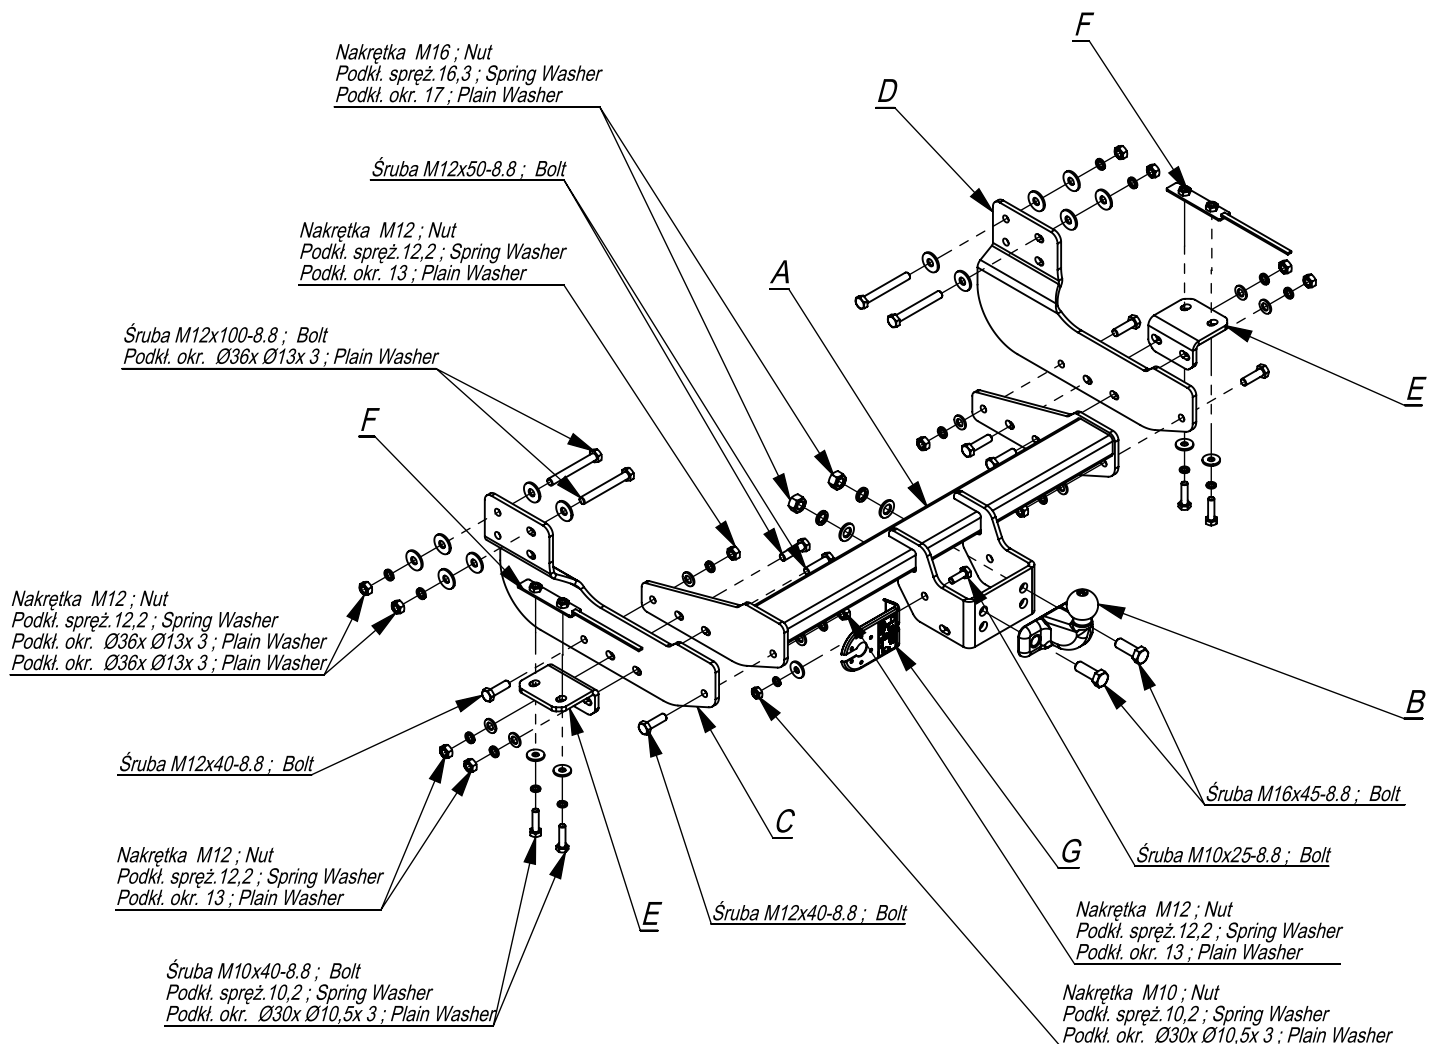 F
Nakrętka M16 ; Nut
Podkł. spręż.16,3 ; Spring Washer
Podkł. okr. 17 ; Plain Washer
D
F
Śruba M12x50-8.8 ; Bolt
Nakrętka M12 ; Nut
Podkł. spręż.12,2 ; Spring Washer
Podkł. okr. 13 ; Plain Washer
A
Śruba M12x100-8.8 ; Bolt
Podkł. okr. Ø36x Ø13x 3 ; Plain Washer
E
Nakrętka M12 ; Nut
Podkł. spręż.12,2 ; Spring Washer
Podkł. okr. Ø36x Ø13x 3 ; Plain Washer
Podkł. okr. Ø36x Ø13x 3 ; Plain Washer
B
Śruba M12x40-8.8 ; Bolt
Śruba M16x45-8.8 ; Bolt
C
G
Śruba M10x25-8.8 ; Bolt
Nakrętka M12 ; Nut
Podkł. spręż.12,2 ; Spring Washer
Podkł. okr. 13 ; Plain Washer
E
Śruba M12x40-8.8 ; Bolt
Nakrętka M12 ; Nut
Podkł. spręż.12,2 ; Spring Washer
Podkł. okr. 13 ; Plain Washer
Śruba M10x40-8.8 ; Bolt
Podkł. spręż.10,2 ; Spring Washer
Podkł. okr. Ø30x Ø10,5x 3 ; Plain Washer
Nakrętka M10 ; Nut
Podkł. spręż.10,2 ; Spring Washer
Podkł. okr. Ø30x Ø10,5x 3 ; Plain Washer